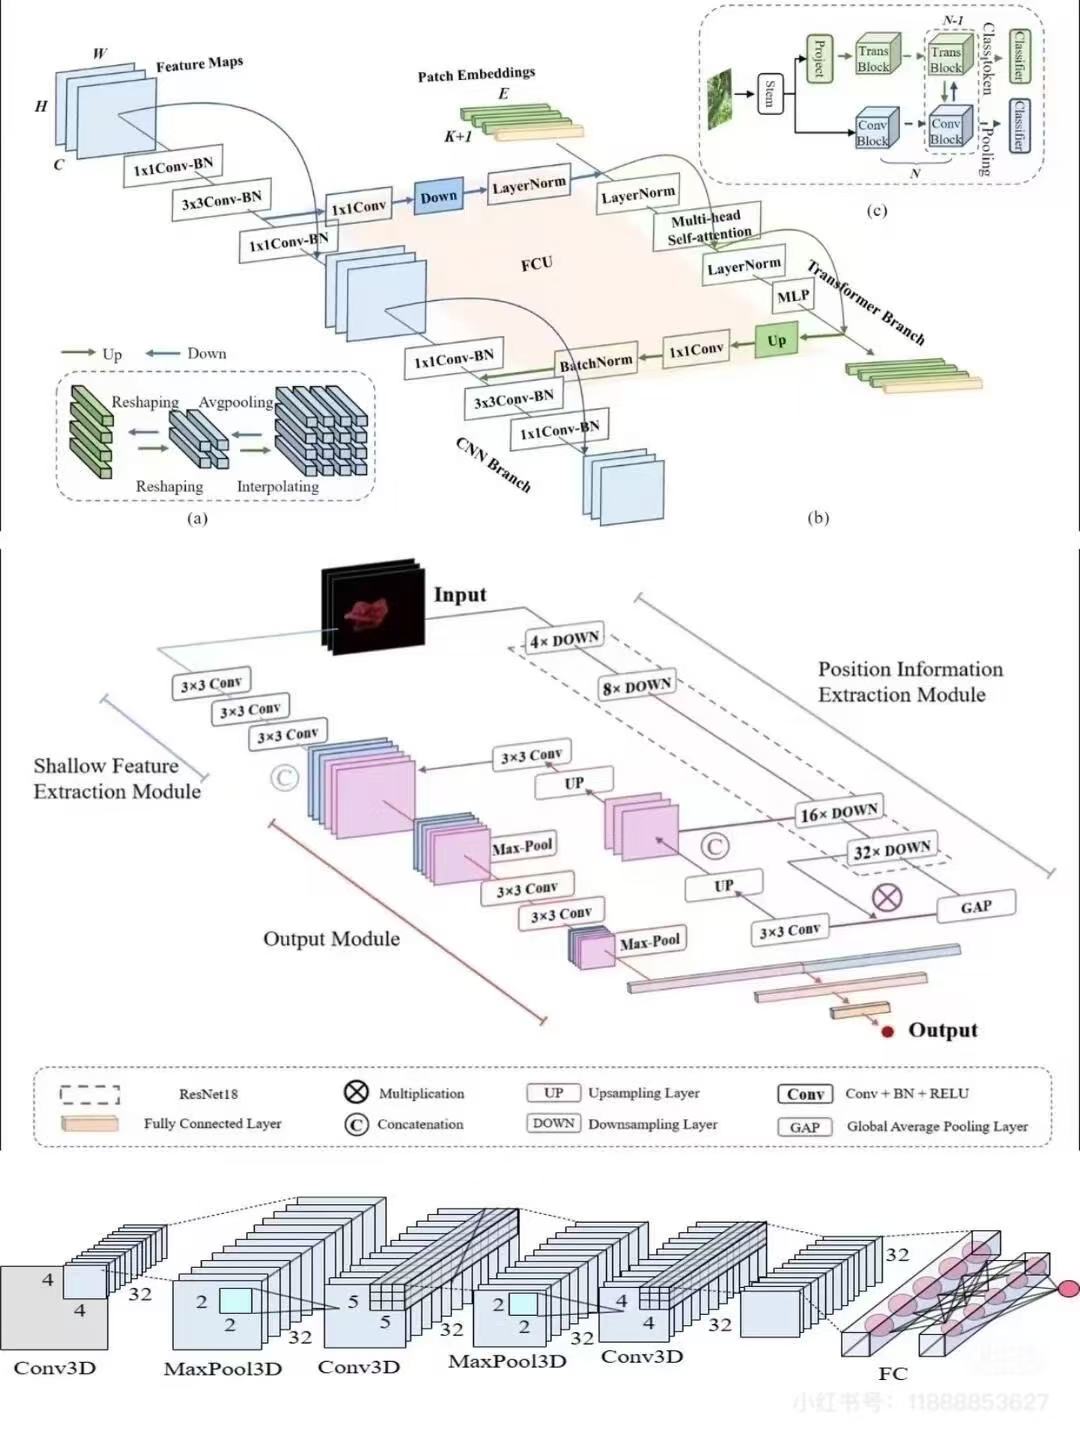 W
Feature Maps
H
C
1x1Conv-BN
3x3Conv-BN
1x1Conv-BN
1x1Conv
Down
LayerNorm
Patch Embeddings
E
K+1
LayerNorm
Multi-head
Self-attention
LayerNorm
MLP
Transformer Branch
FCU
Up
1x1Conv
BatchNorm
1x1Conv-BN
3x3Conv-BN
1x1Conv-BN
CNN Branch
(b)
Up
Down
Reshaping
Avgpooling
Reshaping
Interpolating
(a)
N-1
Stem
Project
Trans
Block
Trans
Block
Class token
Classifier
Conv
Block
Conv
Block
Pooling
Classifier
N
(c)
Input
3×3 Conv
3×3 Conv
3×3 Conv
Shallow Feature
Extraction Module
C
4× DOWN
8× DOWN
16× DOWN
32× DOWN
Position Information
Extraction Module
3×3 Conv
UP
C
UP
3×3 Conv
GAP
Max-Pool
3×3 Conv
3×3 Conv
Max-Pool
Output Module
Output
ResNet18
Multiplication
UP
Upsampling Layer
Conv
Conv + BN + RELU
Fully Connected Layer
C
Concatenation
DOWN
Downsampling Layer
GAP
Global Average Pooling Layer
4
4
32
Conv3D
2
2
32
MaxPool3D
5
5
32
Conv3D
2
2
32
MaxPool3D
4
4
32
Conv3D
32
FC
小红书号：11888853627